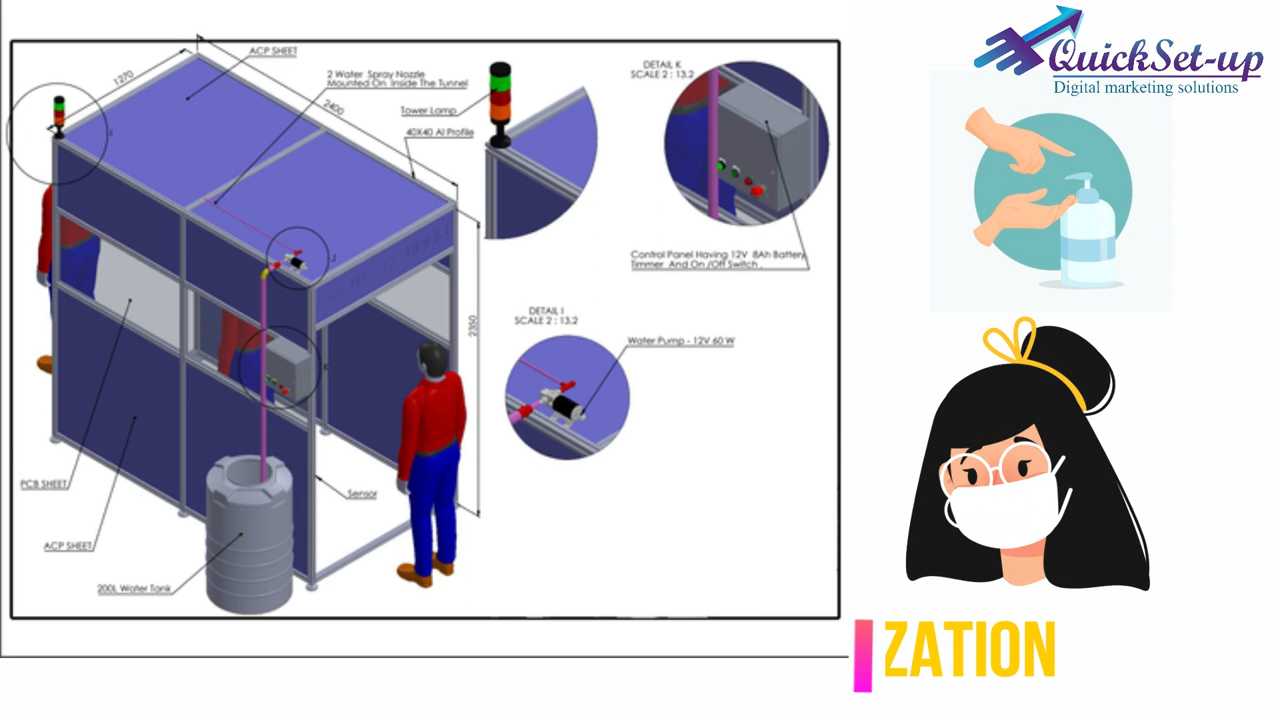 ACP SHEET
1270
2 Water Spray Nozzle
Mounted On Inside The Tunnel
2400
Tower Lamp
40X40 Al Profile
DETAIL K
SCALE 2 : 13.2
Control Panel Having 12V 8Ah Battery,
Timmer And On /Off Switch .
DETAIL I
SCALE 2 : 13.2
Water Pump - 12V 60 W
2350
PCB SHEET
Sensor
ACP SHEET
200L Water Tank
QuickSet-up
Digital marketing solutions
ZATION